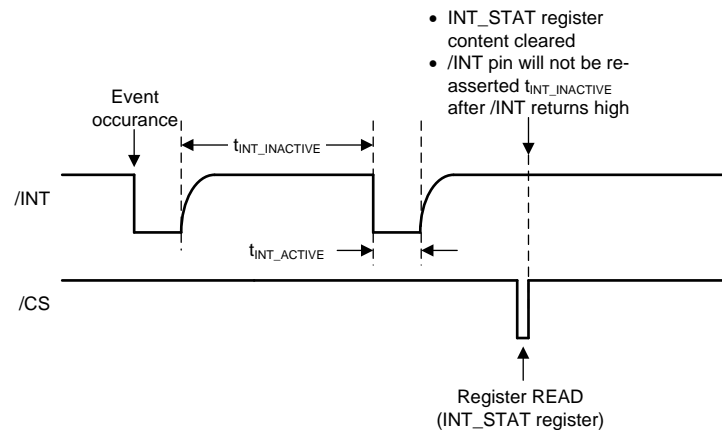 • INT_STAT register
content cleared
• /INT pin will not be re-
asserted tINT_INACTIVE
after /INT returns high
Event
occurance
tINT_INACTIVE
/INT
tINT_ACTIVE
/CS
Register READ
(INT_STAT register)